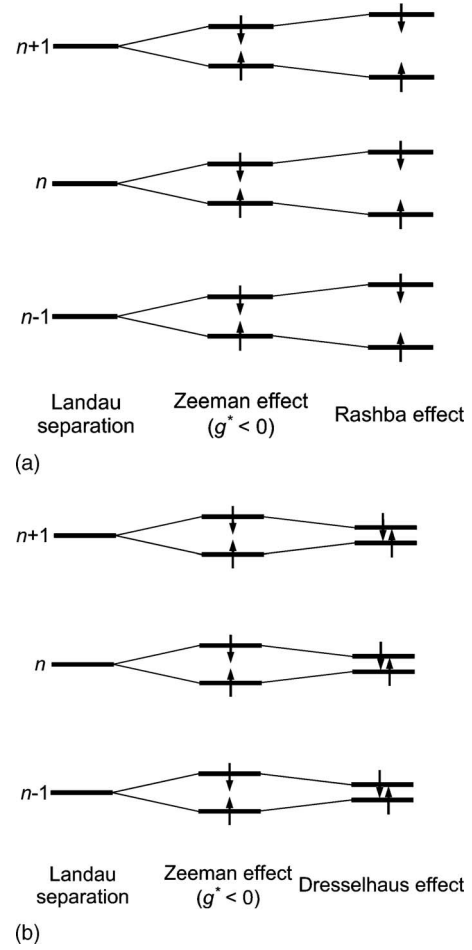 n+1
n
n-1
Landau separation
Zeeman effect (g* < 0)
Rashba effect
(a)
n+1
n
n-1
Landau separation
Zeeman effect (g* < 0)
Dresselhaus effect
(b)